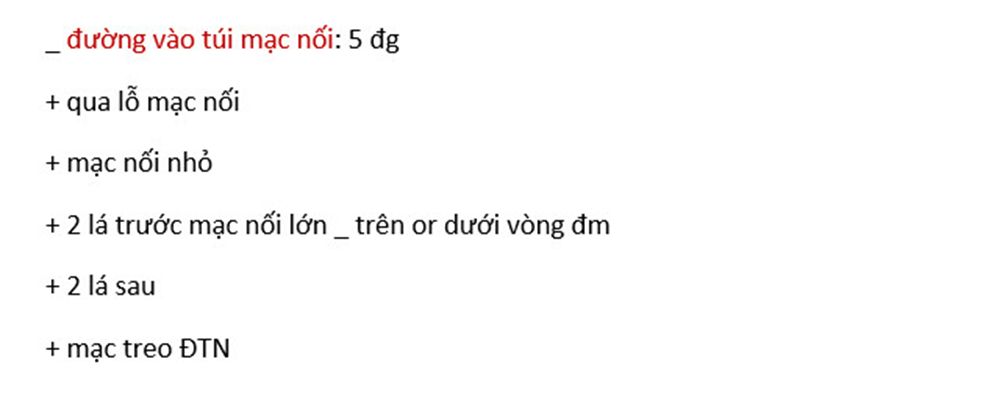 _ đường vào túi mạc nối: 5 đg
+ qua lỗ mạc nối
+ mạc nối nhỏ
+ 2 lá trước mạc nối lớn _ trên or dưới vòng đm
+ 2 lá sau
+ mạc treo ĐTN